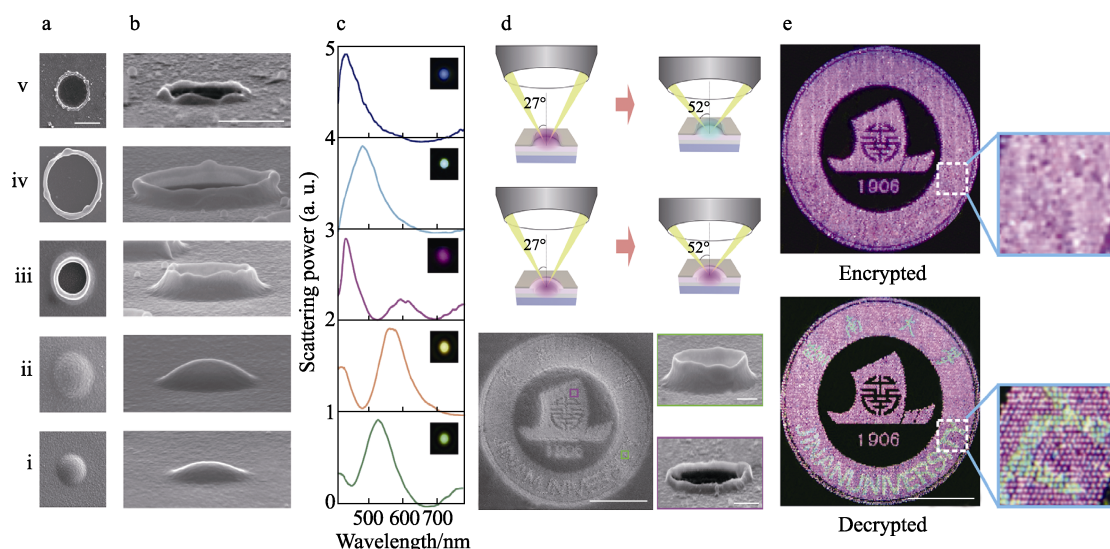 a
b
c
d
e
v
iv
iii
ii
i
5
4
3
2
1
0
Scattering power (a. u.)
500
600
700
Wavelength/nm
27°
52°
27°
52°
1906
Encrypted
1906
Decrypted